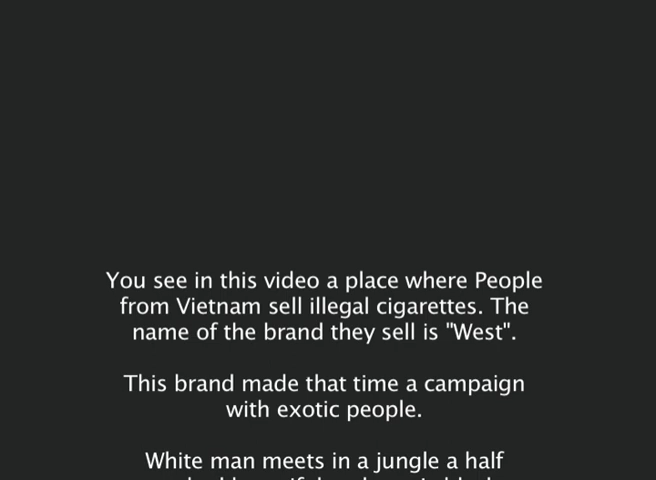 You see in this video a place where People
from Vietnam sell illegal cigarettes. The
name of the brand they sell is "West".
This brand made that time a campaign
with exotic people.
White man meets in a jungle a half